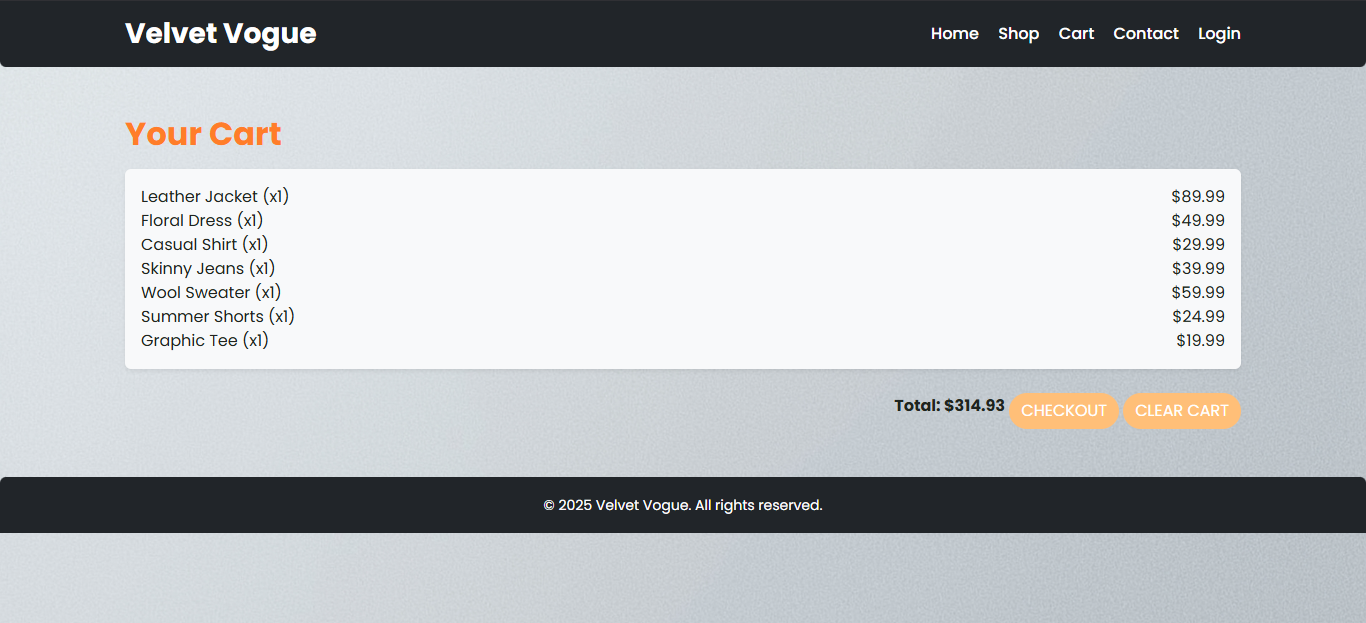 Velvet Vogue Home Shop Cart Contact Login
Your Cart
Leather Jacket (x1) $89.99
Floral Dress (x1) $49.99
Casual Shirt (x1) $29.99
Skinny Jeans (x1) $39.99
Wool Sweater (x1) $59.99
Summer Shorts (x1) $24.99
Graphic Tee (x1) $19.99
Total: $314.93 CHECKOUT CLEAR CART
© 2025 Velvet Vogue. All rights reserved.